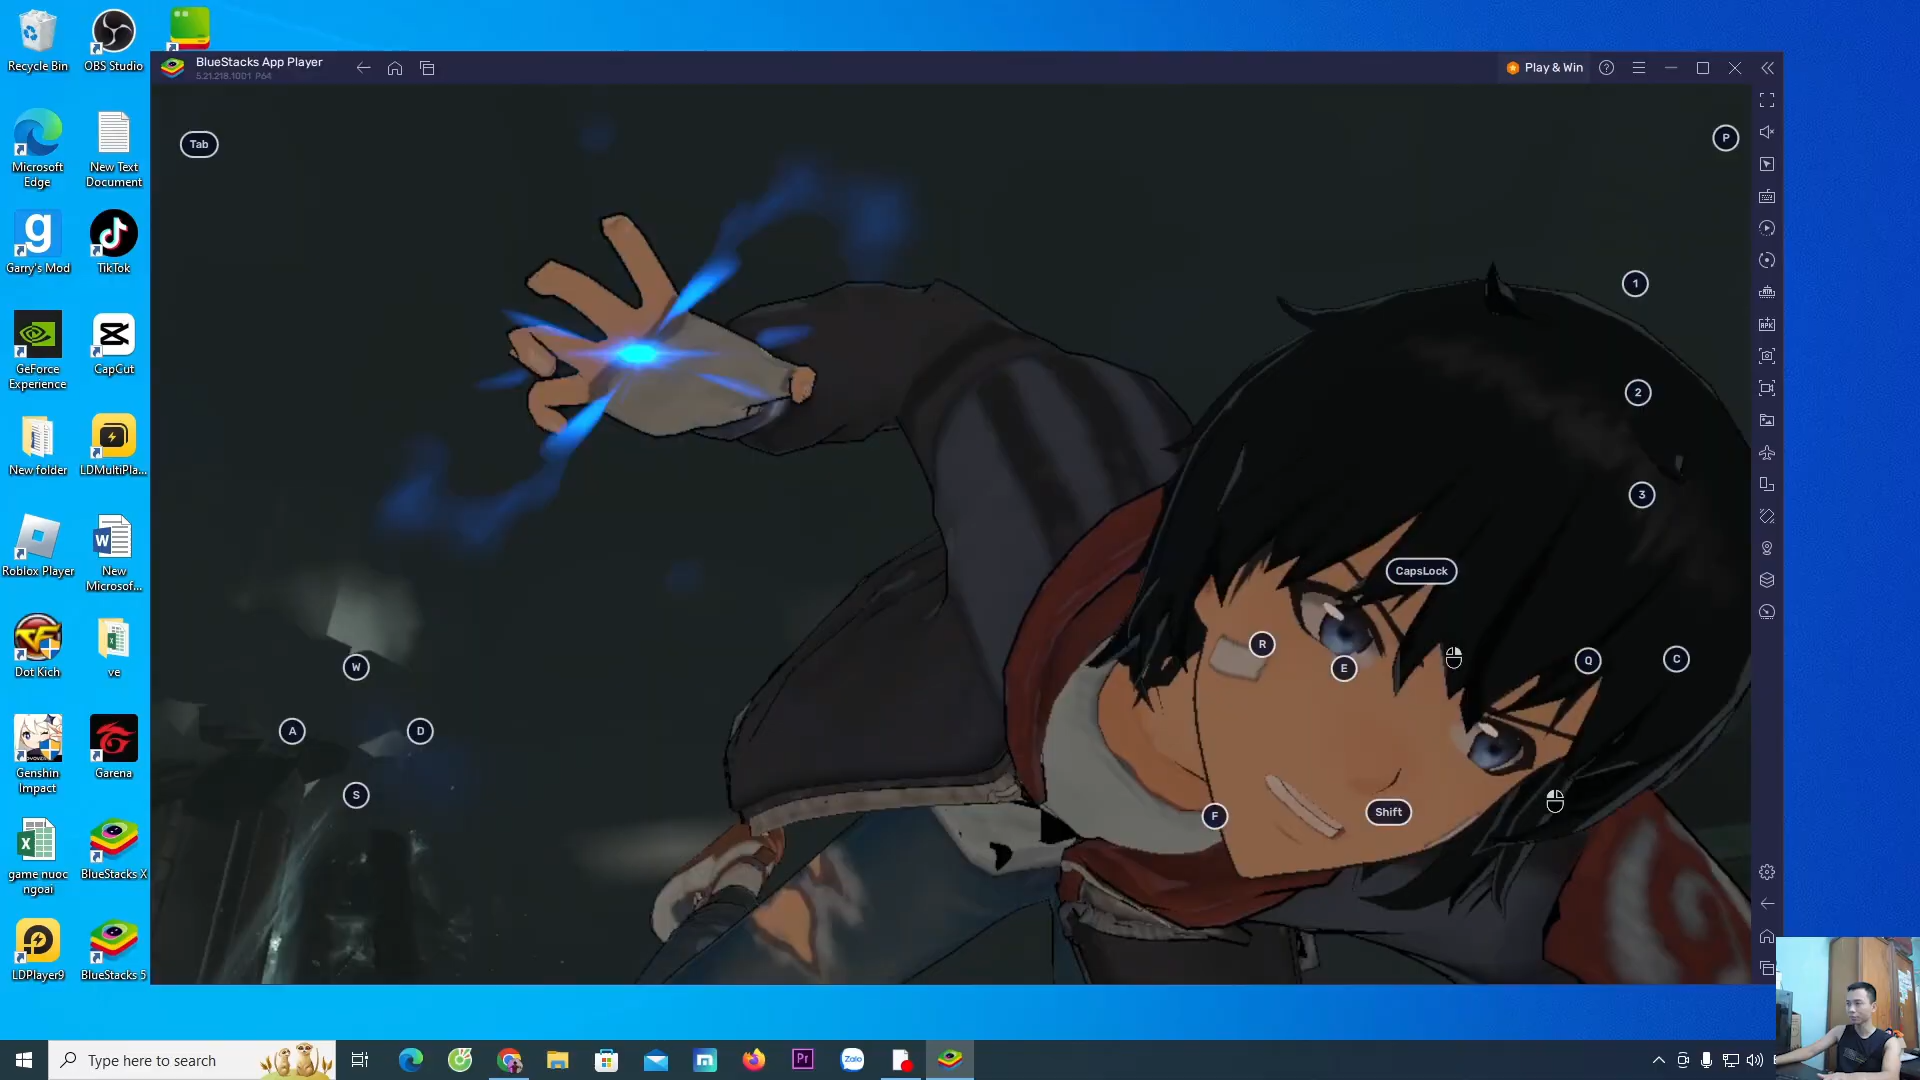 Recycle Bin
OBS Studio
BlueStacks App Player
5.21.218.1001 P64
Play & Win
Tab
P
Microsoft
Edge
New Text
Document
Garry's Mod
TikTok
GeForce
Experience
CapCut
New folder
LDMultiPla...
Roblox Player
New
Microsof...
Dot Kich
ve
Genshin
Impact
Garena
game nuoc
ngoai
BlueStacks X
LDPlayer9
BlueStacks 5
1
2
3
CapsLock
R
E
Q
C
W
A
D
S
F
Shift
Type here to search
Pr
Zalo